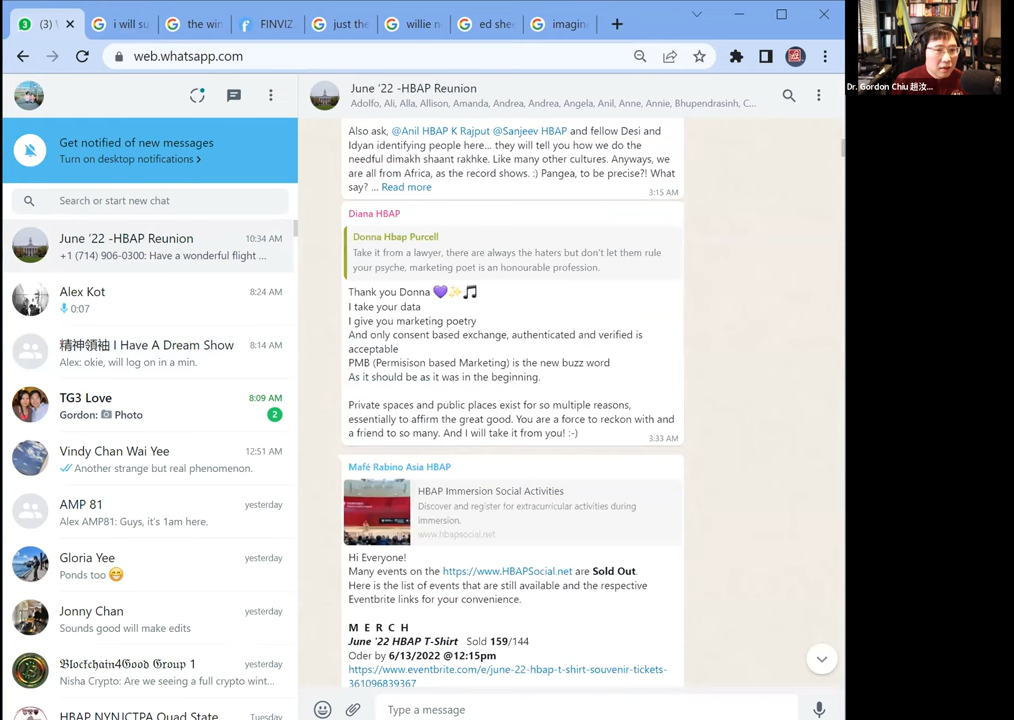 3
(3) W
i will su
the win
FINVIZ
just the
willie n
ed shee
imagin
web.whatsapp.com
Dr. Gordon Chiu 趙汝...
Get notified of new messages
Turn on desktop notifications >
Search or start new chat
June '22 -HBAP Reunion
10:34 AM
+1 (714) 906-0300: Have a wonderful flight ...
Alex Kot
8:24 AM
0:07
精神領袖 I Have A Dream Show
8:14 AM
Alex: okie, will log on in a min.
TG3 Love
8:09 AM
Gordon: Photo
2
Vindy Chan Wai Yee
12:51 AM
Another strange but real phenomenon.
AMP 81
yesterday
Alex AMP81: Guys, it's 1am here.
Gloria Yee
yesterday
Ponds too 😁
Jonny Chan
yesterday
Sounds good will make edits
𝕭𝖑𝖔𝖈𝖐𝖈𝖍𝖆𝖎𝖓4𝕲𝖔𝖔𝖉 𝕲𝖗𝖔𝖚𝖕 1
yesterday
Nisha Crypto: Are we seeing a full crypto wint...
HBAP NYNJCTPA Quad State
Tuesday
June '22 -HBAP Reunion
Adolfo, Ali, Alla, Allison, Amanda, Andrea, Andrea, Angela, Anil, Anne, Annie, Bhupendrasinh, C...
Also ask, @Anil HBAP K Rajput @Sanjeev HBAP and fellow Desi and
Idyan identifying people here... they will tell you how we do the
needful dimakh shaant rakhke. Like many other cultures. Anyways, we
are all from Africa, as the record shows. :) Pangea, to be precise?! What
say? ... Read more
3:15 AM
Diana HBAP
Donna Hbap Purcell
Take it from a lawyer, there are always the haters but don't let them rule
your psyche, marketing poet is an honourable profession.
Thank you Donna 💜✨🎵
I take your data
I give you marketing poetry
And only consent based exchange, authenticated and verified is
acceptable
PMB (Permisison based Marketing) is the new buzz word
As it should be as it was in the beginning.
Private spaces and public places exist for so multiple reasons,
essentially to affirm the great good. You are a force to reckon with and
a friend to so many. And I will take it from you! :-)
3:33 AM
Mafé Rabino Asia HBAP
HBAP Immersion Social Activities
Discover and register for extracurricular activities during
immersion.
www.hbapsocial.net
Hi Everyone!
Many events on the https://www.HBAPSocial.net are Sold Out.
Here is the list of events that are still available and the respective
Eventbrite links for your convenience.
M E R C H
June '22 HBAP T-Shirt Sold 159/144
Oder by 6/13/2022 @12:15pm
https://www.eventbrite.com/e/june-22-hbap-t-shirt-souvenir-tickets-
361096839367
Type a message